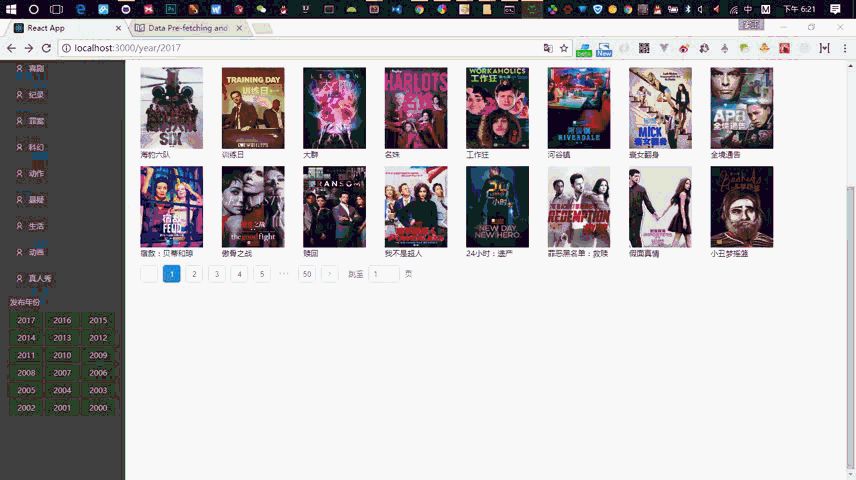 下午 6:21
React App
Data Pre-fetching and
localhost:3000/year/2017
喜剧
纪录
罪案
科幻
动作
悬疑
生活
动画
真人秀
发布年份
2017 2016 2015
2014 2013 2012
2011 2010 2009
2008 2007 2006
2005 2004 2003
2002 2001 2000
TRAINING DAY
训练日
LEGION
HARLOTS
WORKAHOLICS
工作狂
RIVERDALE
MICK
APB
全境通告
海豹六队 训练日 大群 名姝 工作狂 河谷镇 衰女翻身 全境通告
宿敌
FEUD
RANSOM
NEW DAY
NEW HERO
REDEMPTION
宿敌：贝蒂和琼 傲骨之战 赎回 我不是超人 24小时：遗产 罪恶黑名单：救赎 假面真情 小丑梦摇篮
1 2 3 4 5 ••• 50 跳至 1 页